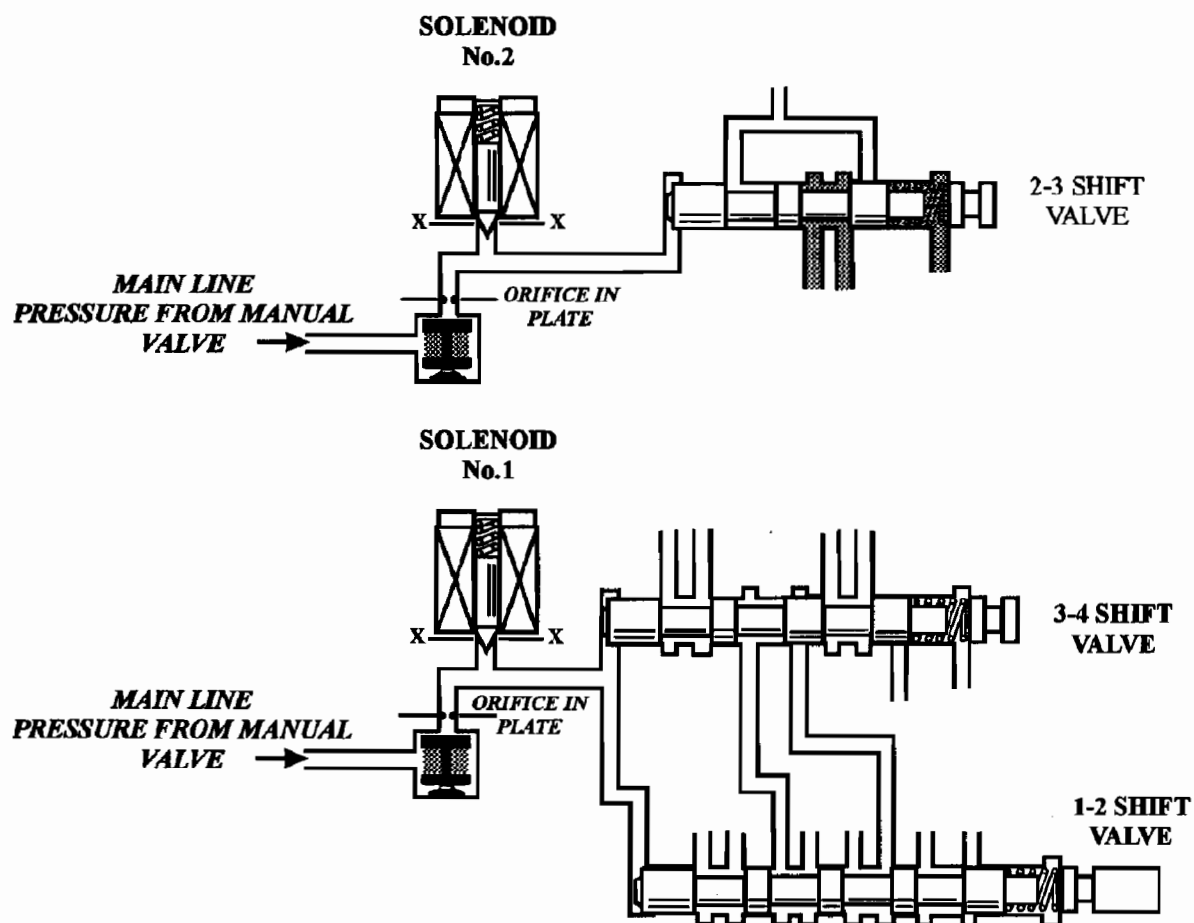 SOLENOID
No.2
2-3 SHIFT
VALVE
X X
MAIN LINE
PRESSURE FROM MANUAL
VALVE
ORIFICE IN
PLATE
SOLENOID
No.1
3-4 SHIFT
VALVE
X X
MAIN LINE
PRESSURE FROM MANUAL
VALVE
ORIFICE IN
PLATE
1-2 SHIFT
VALVE